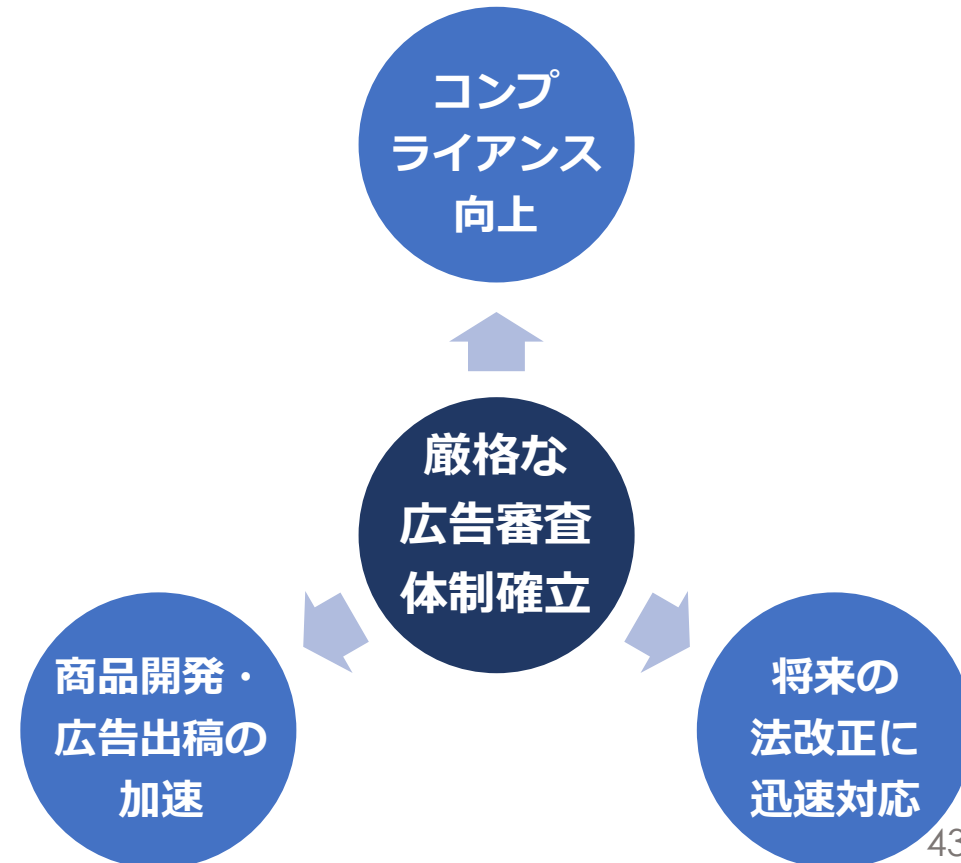 コンプ
ライアンス
向上
厳格な
広告審査
体制確立
商品開発・
広告出稿の
加速
将来の
法改正に
迅速対応
43